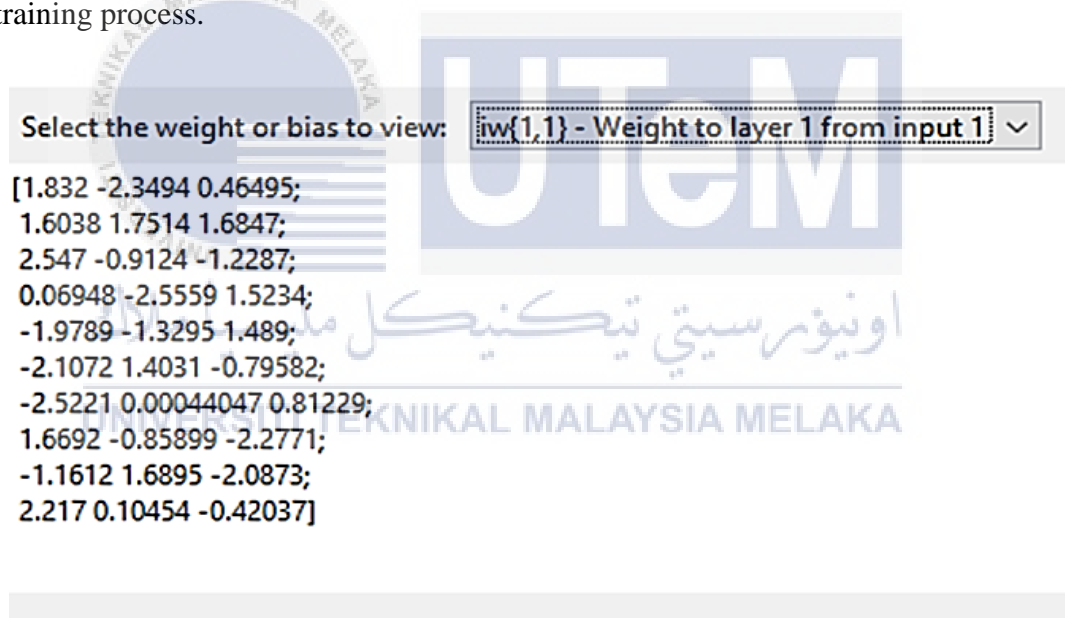 training process.
UTeM
Select the weight or bias to view: iw{1,1} - Weight to layer 1 from input 1
[1.832 -2.3494 0.46495;
1.6038 1.7514 1.6847;
2.547 -0.9124 -1.2287;
0.06948 -2.5559 1.5234;
-1.9789 -1.3295 1.489;
-2.1072 1.4031 -0.79582;
-2.5221 0.00044047 0.81229;
1.6692 -0.85899 -2.2771;
-1.1612 1.6895 -2.0873;
2.217 0.10454 -0.42037]
اونيۏرسيتي تيكنيكل
UNIVERSITI TEKNIKAL MALAYSIA MELAKA